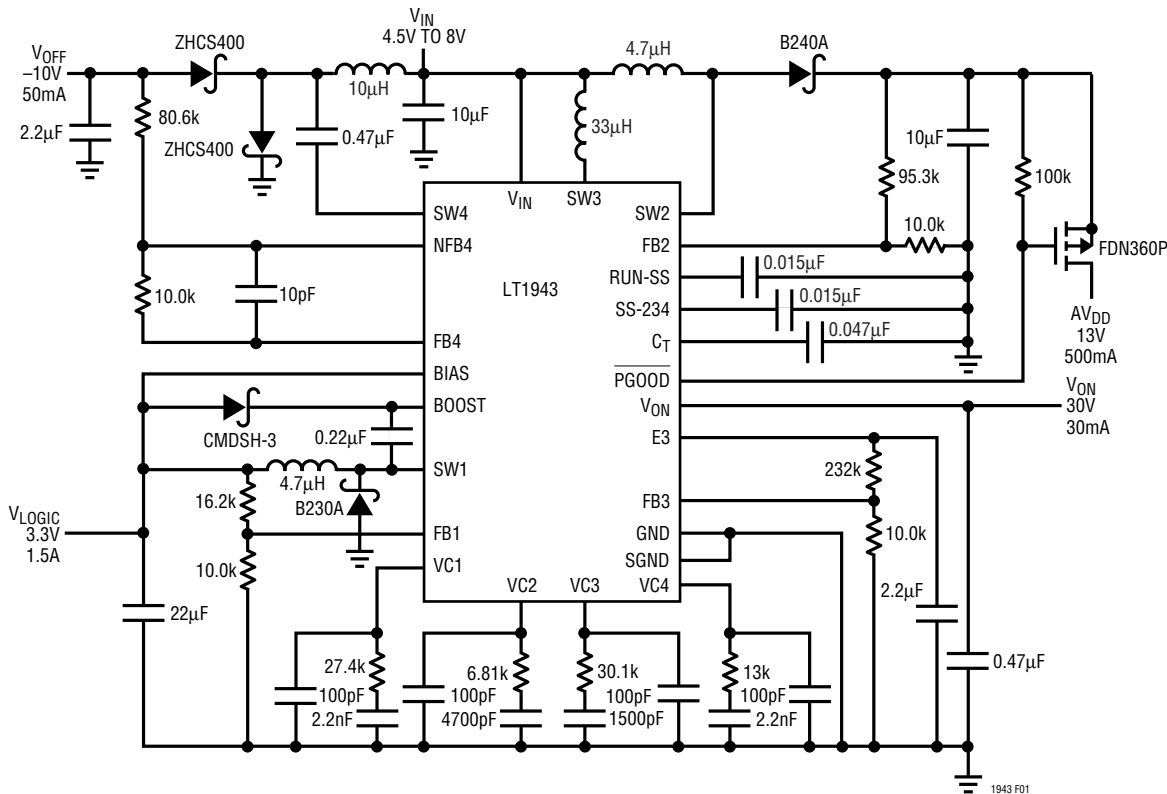 V_IN
4.5V TO 8V
ZHCS400
4.7µH
B240A
V_OFF
–10V
50mA
10µH
80.6k
10µF
10µF
2.2µF
ZHCS400
0.47µF
33µH
95.3k
100k
SW4
V_IN
SW3
SW2
NFB4
FB2
10.0k
FDN360P
RUN-SS
0.015µF
10.0k
10pF
LT1943
SS-234
0.015µF
AV_DD
13V
500mA
FB4
C_T
0.047µF
BIAS
PGOOD
V_ON
30V
30mA
BOOST
V_ON
CMDSH-3
0.22µF
E3
SW1
232k
4.7µH
16.2k
B230A
FB3
V_LOGIC
3.3V
1.5A
FB1
GND
10.0k
10.0k
VC1
SGND
VC2
VC3
VC4
22µF
2.2µF
27.4k
6.81k
30.1k
13k
0.47µF
100pF
100pF
100pF
100pF
2.2nF
4700pF
1500pF
2.2nF
1943 F01